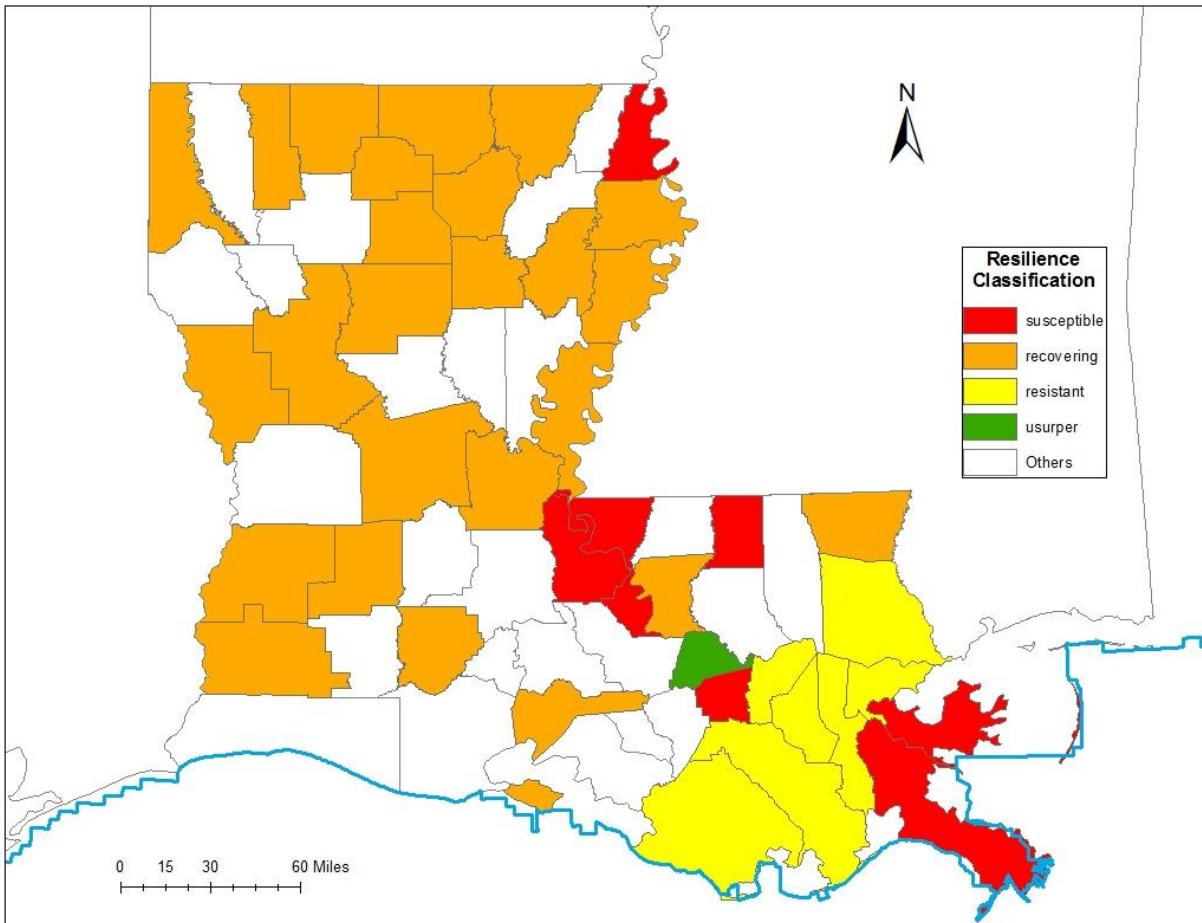 N
Resilience
Classification
susceptible
recovering
resistant
usurper
Others
0 15 30 60 Miles